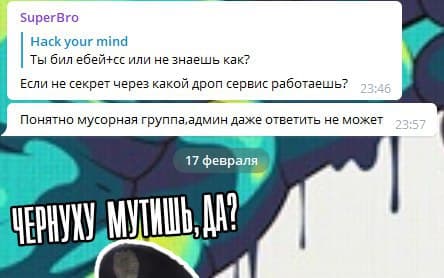 SuperBro
Hack your mind
Ты бил ебей+сс или не знаешь как?
Если не секрет через какой дроп сервис работаешь? 23:46
Понятно мусорная группа,админ даже ответить не может 23:57
17 февраля
ЧЕРНУХУ МУТИШЬ, ДА?